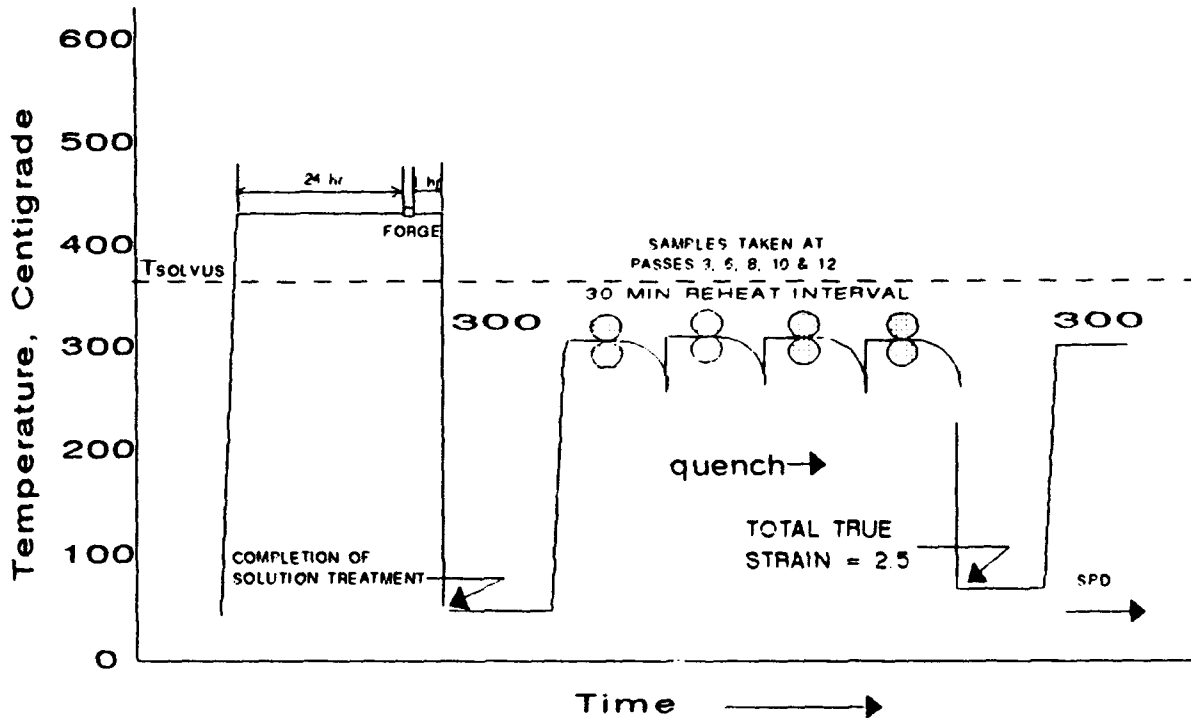 Temperature, Centigrade
600
500
400
300
200
100
0
24 hr
1 hr
FORGE
TSOLVUS
SAMPLES TAKEN AT
PASSES 3, 6, 8, 10 & 12
30 MIN REHEAT INTERVAL
300
300
quench
COMPLETION OF
SOLUTION TREATMENT
TOTAL TRUE
STRAIN = 2.5
SPD
Time